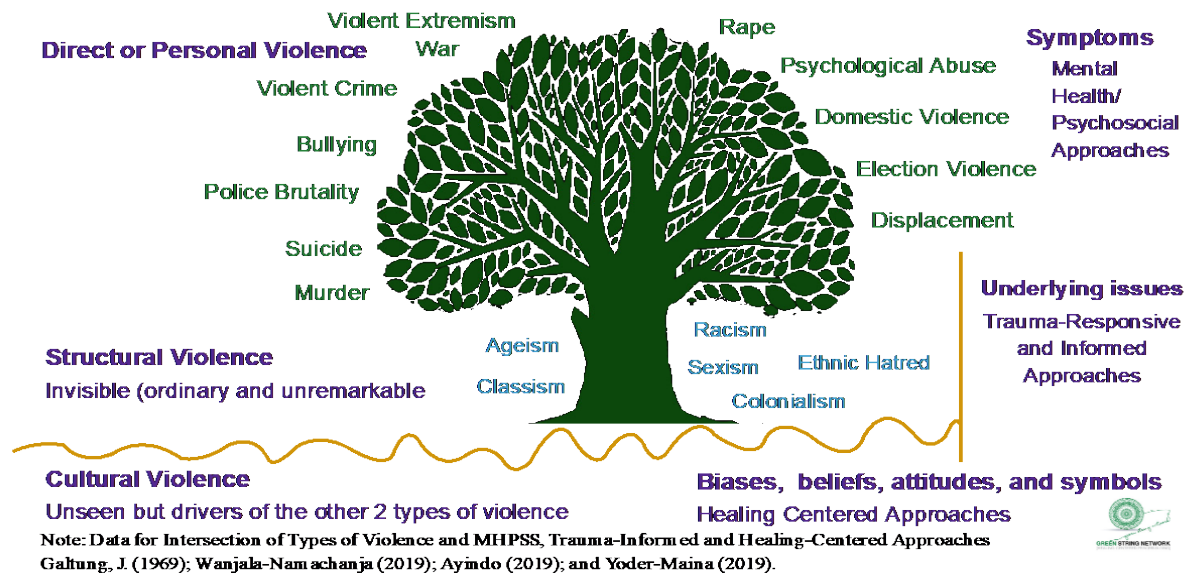 Violent Extremism
Rape
Direct or Personal Violence
War
Symptoms
Mental
Health/
Psychosocial
Approaches
Psychological Abuse
Violent Crime
Domestic Violence
Bullying
Election Violence
Police Brutality
Displacement
Suicide
Murder
Underlying issues
Trauma-Responsive
and Informed
Approaches
Racism
Ageism
Structural Violence
Sexism
Ethnic Hatred
Invisible (ordinary and unremarkable
Classism
Colonialism
Cultural Violence
Unseen but drivers of the other 2 types of violence
Biases, beliefs, attitudes, and symbols
Healing Centered Approaches
GREEN STRING NETWORK
Note: Data for Intersection of Types of Violence and MHPSS, Trauma-Informed and Healing-Centered Approaches
Galtung, J. (1969); Wanjala-Namachanja (2019); Ayindo (2019); and Yoder-Maina (2019).